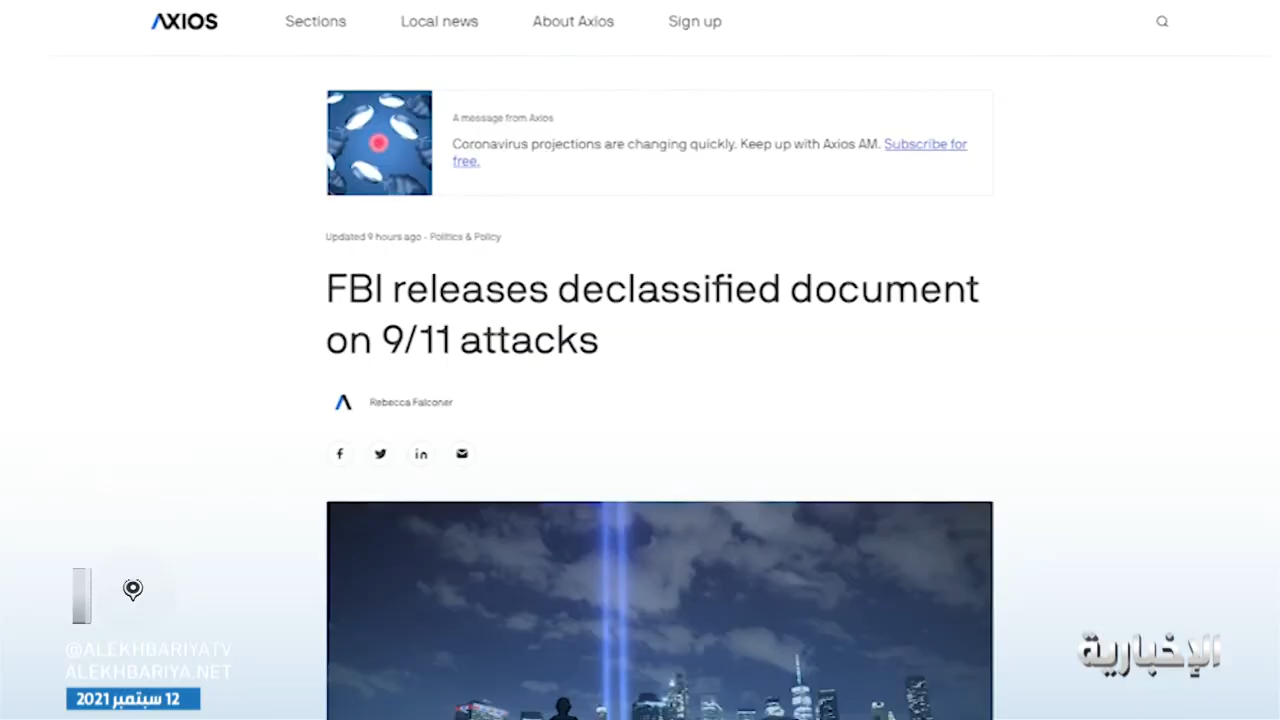 AXIOS
Sections
Local news
About Axios
Sign up
A message from Axios
Coronavirus projections are changing quickly. Keep up with Axios AM. Subscribe for
free.
Updated 9 hours ago - Politics & Policy
FBI releases declassified document
on 9/11 attacks
Rebecca Falconer
@ALEKHBARIYATV
ALEKHBARIYA.NET
12 سبتمبر 2021
الإخبارية